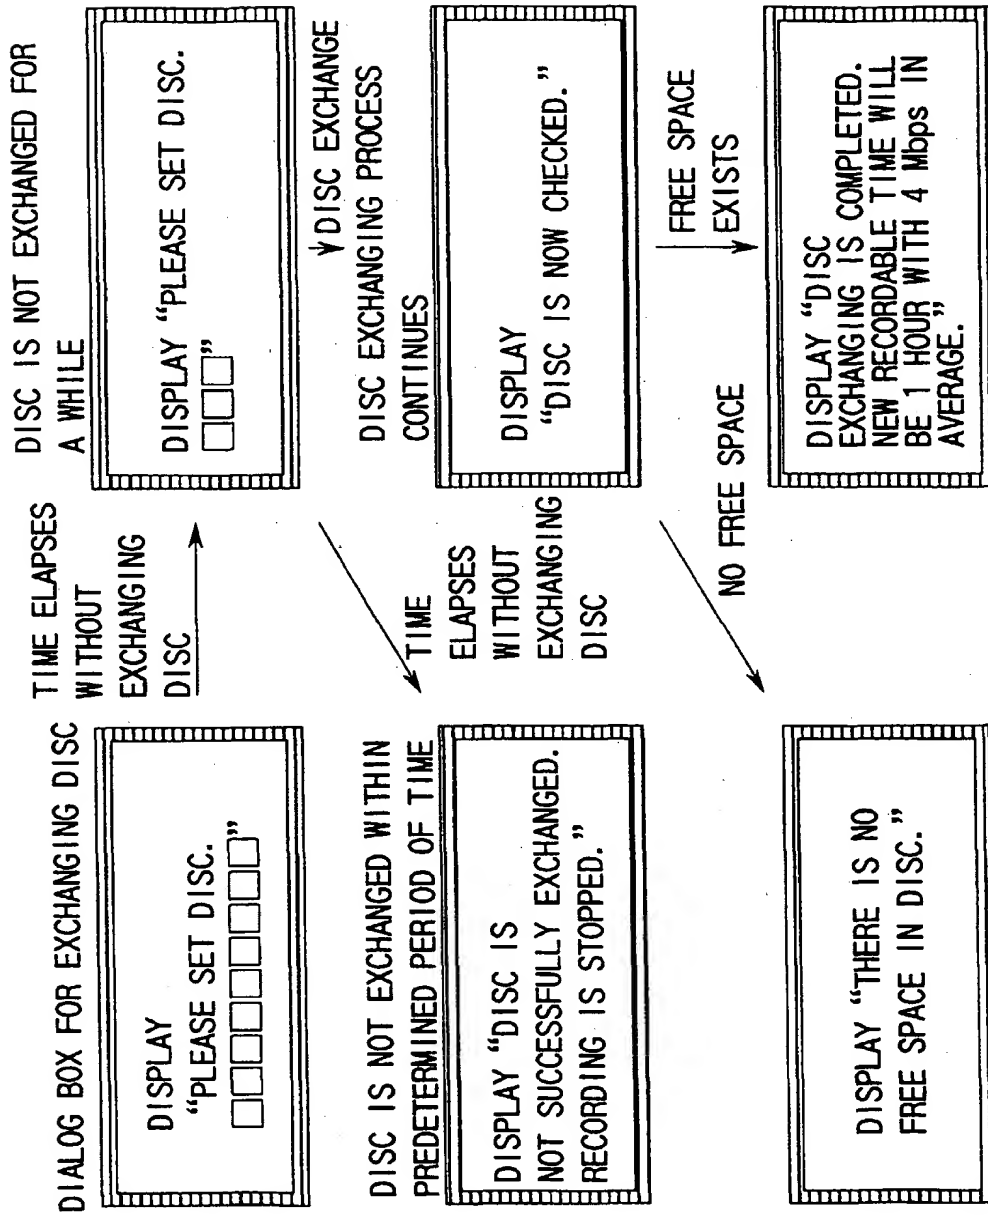 DIALOG BOX FOR EXCHANGING DISC
DISPLAY
"PLEASE SET DISC.
"
TIME ELAPSES
WITHOUT
EXCHANGING
DISC
DISC IS NOT EXCHANGED FOR
A WHILE
DISPLAY "PLEASE SET DISC.
"
DISC IS NOT EXCHANGED WITHIN
PREDETERMINED PERIOD OF TIME
DISPLAY "DISC IS
NOT SUCCESSFULLY EXCHANGED.
RECORDING IS STOPPED."
TIME
ELAPSES
WITHOUT
EXCHANGING
DISC
DISC EXCHANGE
DISC EXCHANGING PROCESS
CONTINUES
DISPLAY
"DISC IS NOW CHECKED."
DISPLAY "THERE IS NO
FREE SPACE IN DISC."
NO FREE SPACE
FREE SPACE
EXISTS
DISPLAY "DISC
EXCHANGING IS COMPLETED.
NEW RECORDABLE TIME WILL
BE 1 HOUR WITH 4 Mbps IN
AVERAGE."